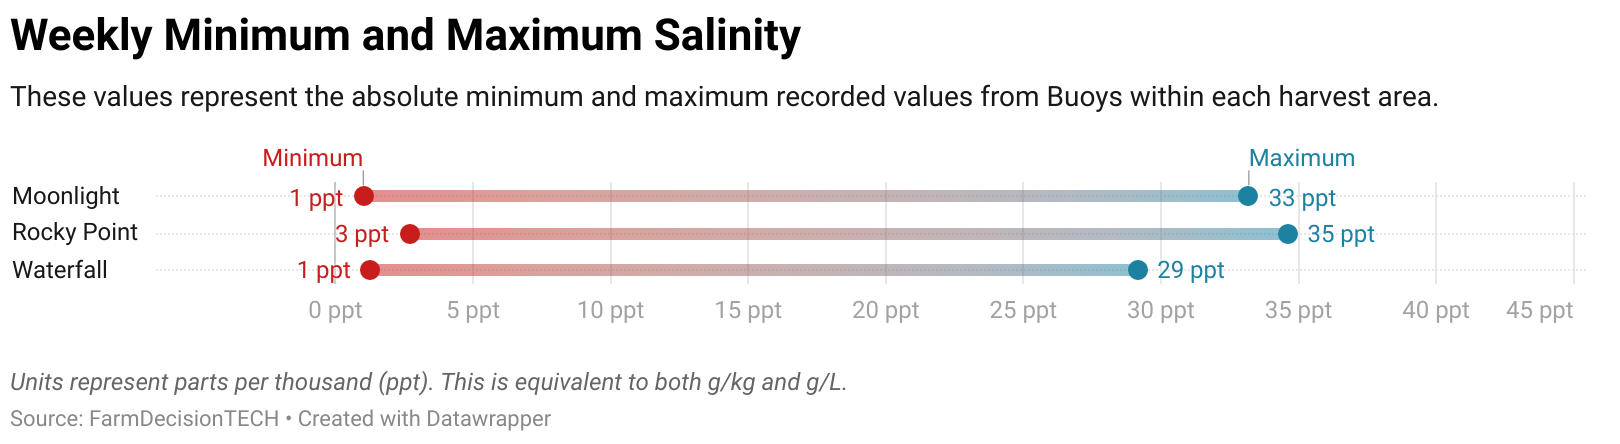 Weekly Minimum and Maximum Salinity
These values represent the absolute minimum and maximum recorded values from Buoys within each harvest area.
Minimum Maximum
Moonlight 1 ppt 33 ppt
Rocky Point 3 ppt 35 ppt
Waterfall 1 ppt 29 ppt
0 ppt 5 ppt 10 ppt 15 ppt 20 ppt 25 ppt 30 ppt 35 ppt 40 ppt 45 ppt
Units represent parts per thousand (ppt). This is equivalent to both g/kg and g/L.
Source: FarmDecisionTECH • Created with Datawrapper